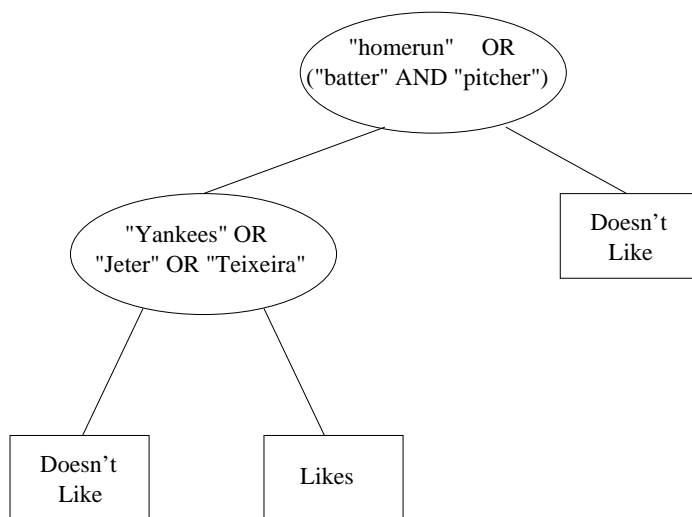 "homerun" OR
("batter" AND "pitcher")
"Yankees" OR
"Jeter" OR "Teixeira"
Doesn't
Like
Doesn't
Like
Likes